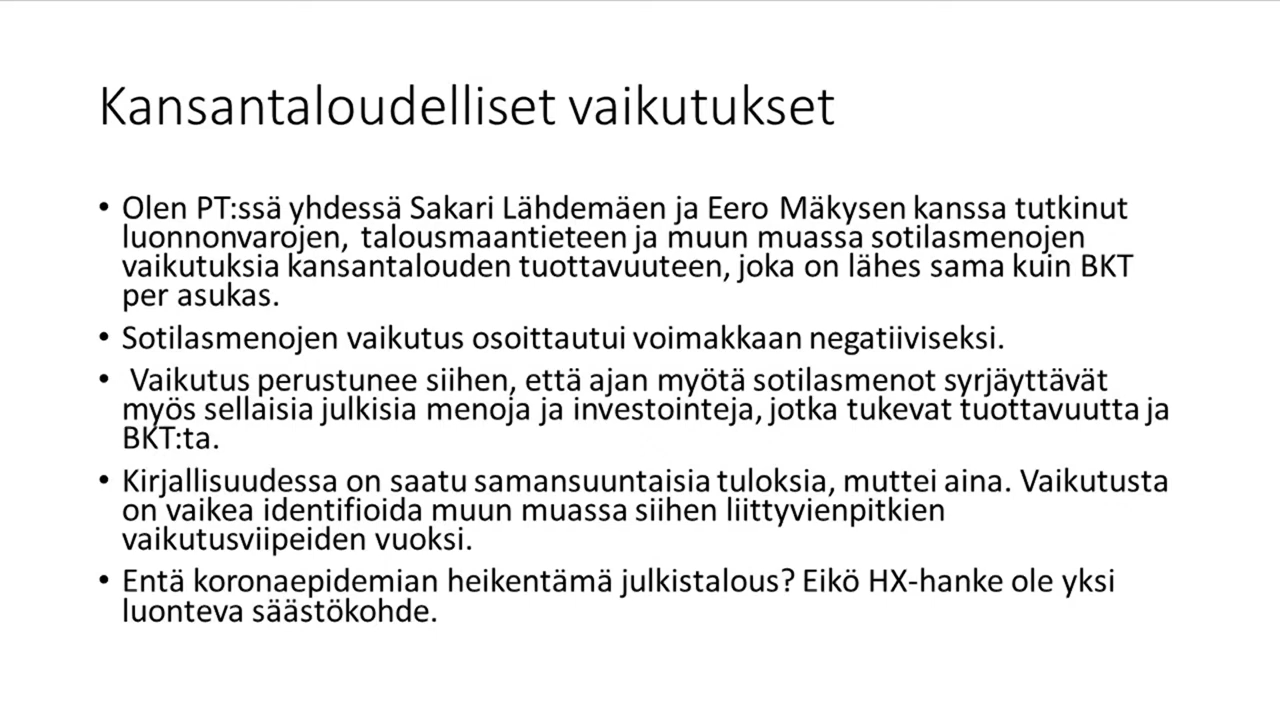 Kansantaloudelliset vaikutukset
• Olen PT:ssä yhdessä Sakari Lähdemäen ja Eero Mäkysen kanssa tutkinut
luonnonvarojen, talousmaantieteen ja muun muassa sotilasmenojen
vaikutuksia kansantalouden tuottavuuteen, joka on lähes sama kuin BKT
per asukas.
• Sotilasmenojen vaikutus osoittautui voimakkaan negatiiviseksi.
• Vaikutus perustunee siihen, että ajan myötä sotilasmenot syrjäyttävät
myös sellaisia julkisia menoja ja investointeja, jotka tukevat tuottavuutta ja
BKT:ta.
• Kirjallisuudessa on saatu samansuuntaisia tuloksia, muttei aina. Vaikutusta
on vaikea identifioida muun muassa siihen liittyvienpitkien
vaikutusviipeiden vuoksi.
• Entä koronaepidemian heikentämä julkistalous? Eikö HX-hanke ole yksi
luonteva säästökohde.